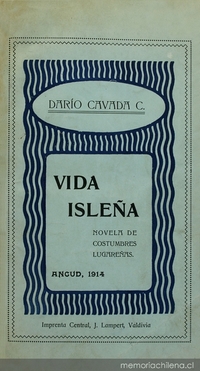 DARÍO CAVADA C.
VIDA
ISLEÑA
NOVELA DE
COSTUMBRES
LUGAREÑAS.
ANCUD, 1914
Imprenta Central, J. Lampert, Valdivia
memoriachilena.cl